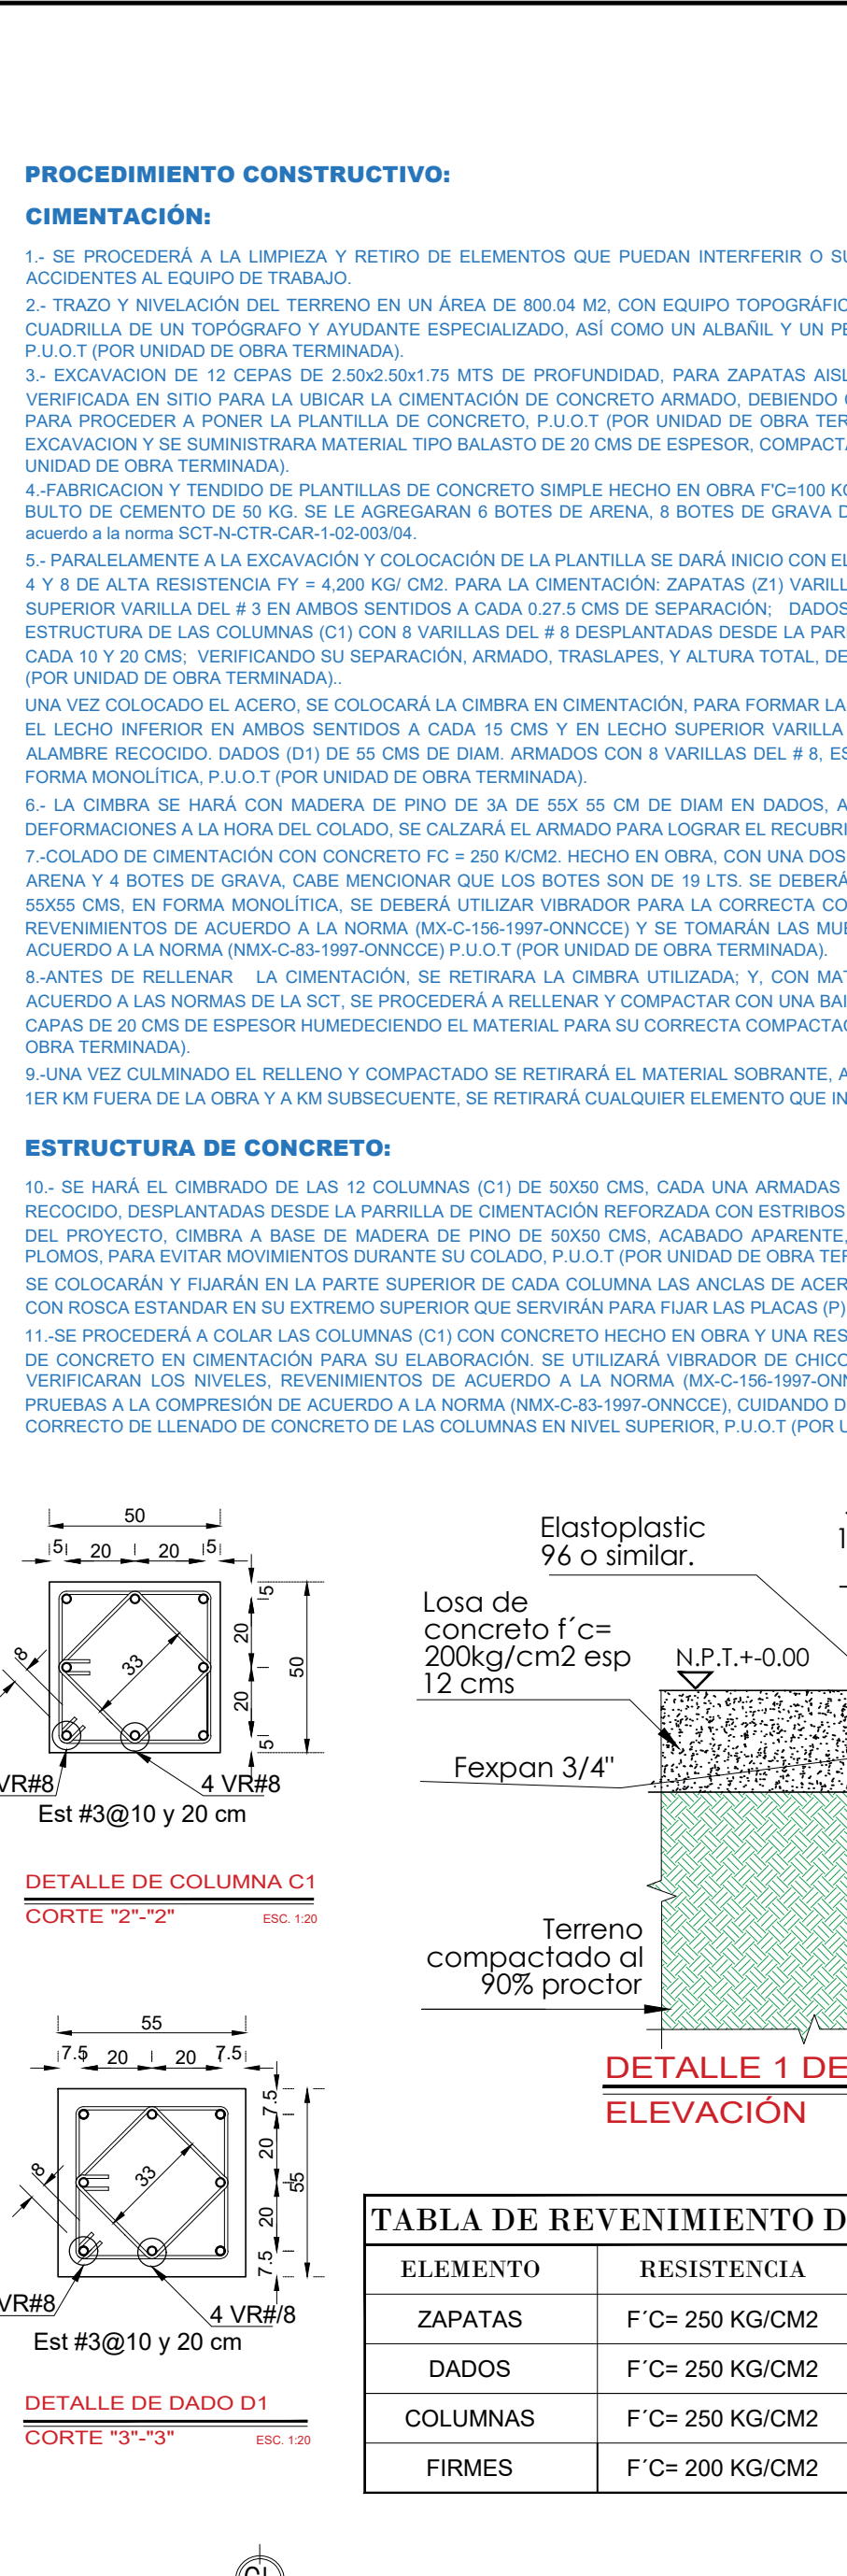 PROCEDIMIENTO CONSTRUCTIVO:
CIMENTACIÓN:
1.- SE PROCEDERÁ A LA LIMPIEZA Y RETIRO DE ELEMENTOS QUE PUEDAN INTERFERIR O
ACCIDENTES AL EQUIPO DE TRABAJO.
2.- TRAZO Y NIVELACIÓN DEL TERRENO EN UN ÁREA DE 800.04 M2, CON EQUIPO
CUADRILLA DE UN TOPÓGRAFO Y AYUDANTE ESPECIALIZADO, ASÍ COMO UN ALBAÑIL Y UN
P.U.O.T (POR UNIDAD DE OBRA TERMINADA).
3.- EXCAVACION DE 12 CEPAS DE 2.50x2.50x1.75 MTS DE PROFUNDIDAD, PARA ZAPATAS
VERIFICADA EN SITIO PARA LA UBICAR LA CIMENTACIÓN DE CONCRETO ARMADO, DEBIENDO
PARA PROCEDER A PONER LA PLANTILLA DE CONCRETO, P.U.O.T (POR UNIDAD DE OBRA
EXCAVACION Y SE SUMINISTRARA MATERIAL TIPO BALASTO DE 20 CMS DE ESPESOR,
UNIDAD DE OBRA TERMINADA).
4.-FABRICACION Y TENDIDO DE PLANTILLAS DE CONCRETO SIMPLE HECHO EN OBRA F'C=100
BULTO DE CEMENTO DE 50 KG. SE LE AGREGARAN 6 BOTES DE ARENA, 8 BOTES DE GRAVA
acuerdo a la norma SCT-N-CTR-CAR-1-02-003/04.
5.- PARALELAMENTE A LA EXCAVACIÓN Y COLOCACIÓN DE LA PLANTILLA SE DARÁ INICIO CON
4 Y 8 DE ALTA RESISTENCIA FY = 4,200 KG/ CM2. PARA LA CIMENTACIÓN: ZAPATAS (Z1)
SUPERIOR VARILLA DEL # 3 EN AMBOS SENTIDOS A CADA 0.27.5 CMS DE SEPARACIÓN; DADOS
ESTRUCTURA DE LAS COLUMNAS (C1) CON 8 VARILLAS DEL # 8 DESPLANTADAS DESDE LA
CADA 10 Y 20 CMS; VERIFICANDO SU SEPARACIÓN, ARMADO, TRASLAPES, Y ALTURA TOTAL,
(POR UNIDAD DE OBRA TERMINADA)..
UNA VEZ COLOCADO EL ACERO, SE COLOCARÁ LA CIMBRA EN CIMENTACIÓN, PARA FORMAR
EL LECHO INFERIOR EN AMBOS SENTIDOS A CADA 15 CMS Y EN LECHO SUPERIOR VARILLA
ALAMBRE RECOCIDO. DADOS (D1) DE 55 CMS DE DIAM. ARMADOS CON 8 VARILLAS DEL # 8,
FORMA MONOLÍTICA, P.U.O.T (POR UNIDAD DE OBRA TERMINADA).
6.- LA CIMBRA SE HARÁ CON MADERA DE PINO DE 3A DE 55X 55 CM DE DIAM EN DADOS,
DEFORMACIONES A LA HORA DEL COLADO, SE CALZARÁ EL ARMADO PARA LOGRAR EL
7.-COLADO DE CIMENTACIÓN CON CONCRETO FC = 250 K/CM2. HECHO EN OBRA, CON UNA
ARENA Y 4 BOTES DE GRAVA, CABE MENCIONAR QUE LOS BOTES SON DE 19 LTS. SE DEBERÁ
55X55 CMS, EN FORMA MONOLÍTICA, SE DEBERÁ UTILIZAR VIBRADOR PARA LA CORRECTA
REVENIMIENTOS DE ACUERDO A LA NORMA (MX-C-156-1997-ONNCCE) Y SE TOMARÁN LAS
ACUERDO A LA NORMA (NMX-C-83-1997-ONNCCE) P.U.O.T (POR UNIDAD DE OBRA TERMINADA).
8.-ANTES DE RELLENAR LA CIMENTACIÓN, SE RETIRARA LA CIMBRA UTILIZADA; Y, CON
ACUERDO A LAS NORMAS DE LA SCT, SE PROCEDERÁ A RELLENAR Y COMPACTAR CON UNA
CAPAS DE 20 CMS DE ESPESOR HUMEDECIENDO EL MATERIAL PARA SU CORRECTA
OBRA TERMINADA).
9.-UNA VEZ CULMINADO EL RELLENO Y COMPACTADO SE RETIRARÁ EL MATERIAL SOBRANTE,
1ER KM FUERA DE LA OBRA Y A KM SUBSECUENTE, SE RETIRARÁ CUALQUIER ELEMENTO QUE
ESTRUCTURA DE CONCRETO:
10.- SE HARÁ EL CIMBRADO DE LAS 12 COLUMNAS (C1) DE 50X50 CMS, CADA UNA ARMADAS
RECOCIDO, DESPLANTADAS DESDE LA PARRILLA DE CIMENTACIÓN REFORZADA CON ESTRIBOS
DEL PROYECTO, CIMBRA A BASE DE MADERA DE PINO DE 50X50 CMS, ACABADO APARENTE,
PLOMOS, PARA EVITAR MOVIMIENTOS DURANTE SU COLADO, P.U.O.T (POR UNIDAD DE OBRA
SE COLOCARÁN Y FIJARÁN EN LA PARTE SUPERIOR DE CADA COLUMNA LAS ANCLAS DE
CON ROSCA ESTANDAR EN SU EXTREMO SUPERIOR QUE SERVIRÁN PARA FIJAR LAS PLACAS (P)
11.-SE PROCEDERÁ A COLAR LAS COLUMNAS (C1) CON CONCRETO HECHO EN OBRA Y UNA
DE CONCRETO EN CIMENTACIÓN PARA SU ELABORACIÓN. SE UTILIZARÁ VIBRADOR DE
VERIFICARAN LOS NIVELES, REVENIMIENTOS DE ACUERDO A LA NORMA
PRUEBAS A LA COMPRESIÓN DE ACUERDO A LA NORMA (NMX-C-83-1997-ONNCCE), CUIDANDO
CORRECTO DE LLENADO DE CONCRETO DE LAS COLUMNAS EN NIVEL SUPERIOR, P.U.O.T (POR
50
5 20 20 5
5
20
50
20
5
8
33
VR#8
4 VR#8
Est #3@10 y 20 cm
DETALLE DE COLUMNA C1
CORTE "2"-"2" ESC. 1:20
Elastoplastic
96 o similar.
Losa de
concreto f´c=
200kg/cm2 esp
12 cms
N.P.T.+-0.00
Fexpan 3/4"
Terreno
compactado al
90% proctor
DETALLE 1 DE
ELEVACIÓN
55
7.5 20 20 7.5
7.5
20
55
20
7.5
8
33
VR#8
4 VR#/8
Est #3@10 y 20 cm
DETALLE DE DADO D1
CORTE "3"-"3" ESC. 1:20
TABLA DE REVENIMIENTO
ELEMENTO RESISTENCIA
ZAPATAS F´C= 250 KG/CM2
DADOS F´C= 250 KG/CM2
COLUMNAS F´C= 250 KG/CM2
FIRMES F´C= 200 KG/CM2